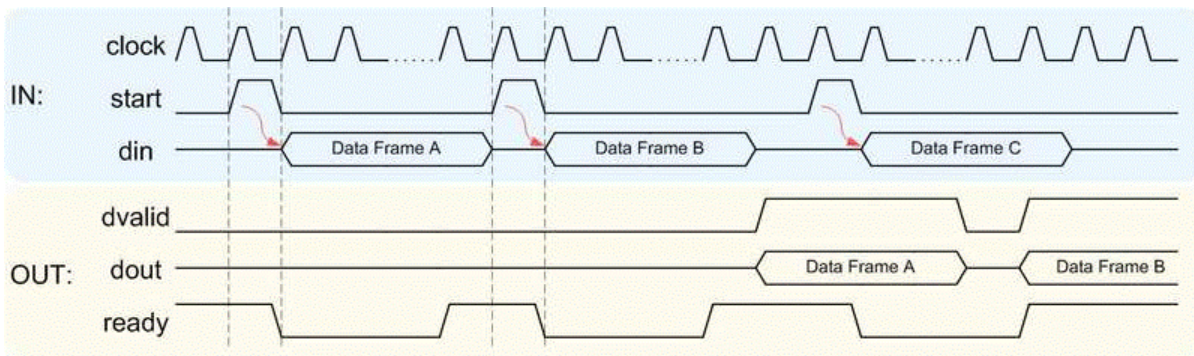 clock
IN:
start
din
Data Frame A
Data Frame B
Data Frame C
dvalid
OUT:
dout
Data Frame A
Data Frame B
ready